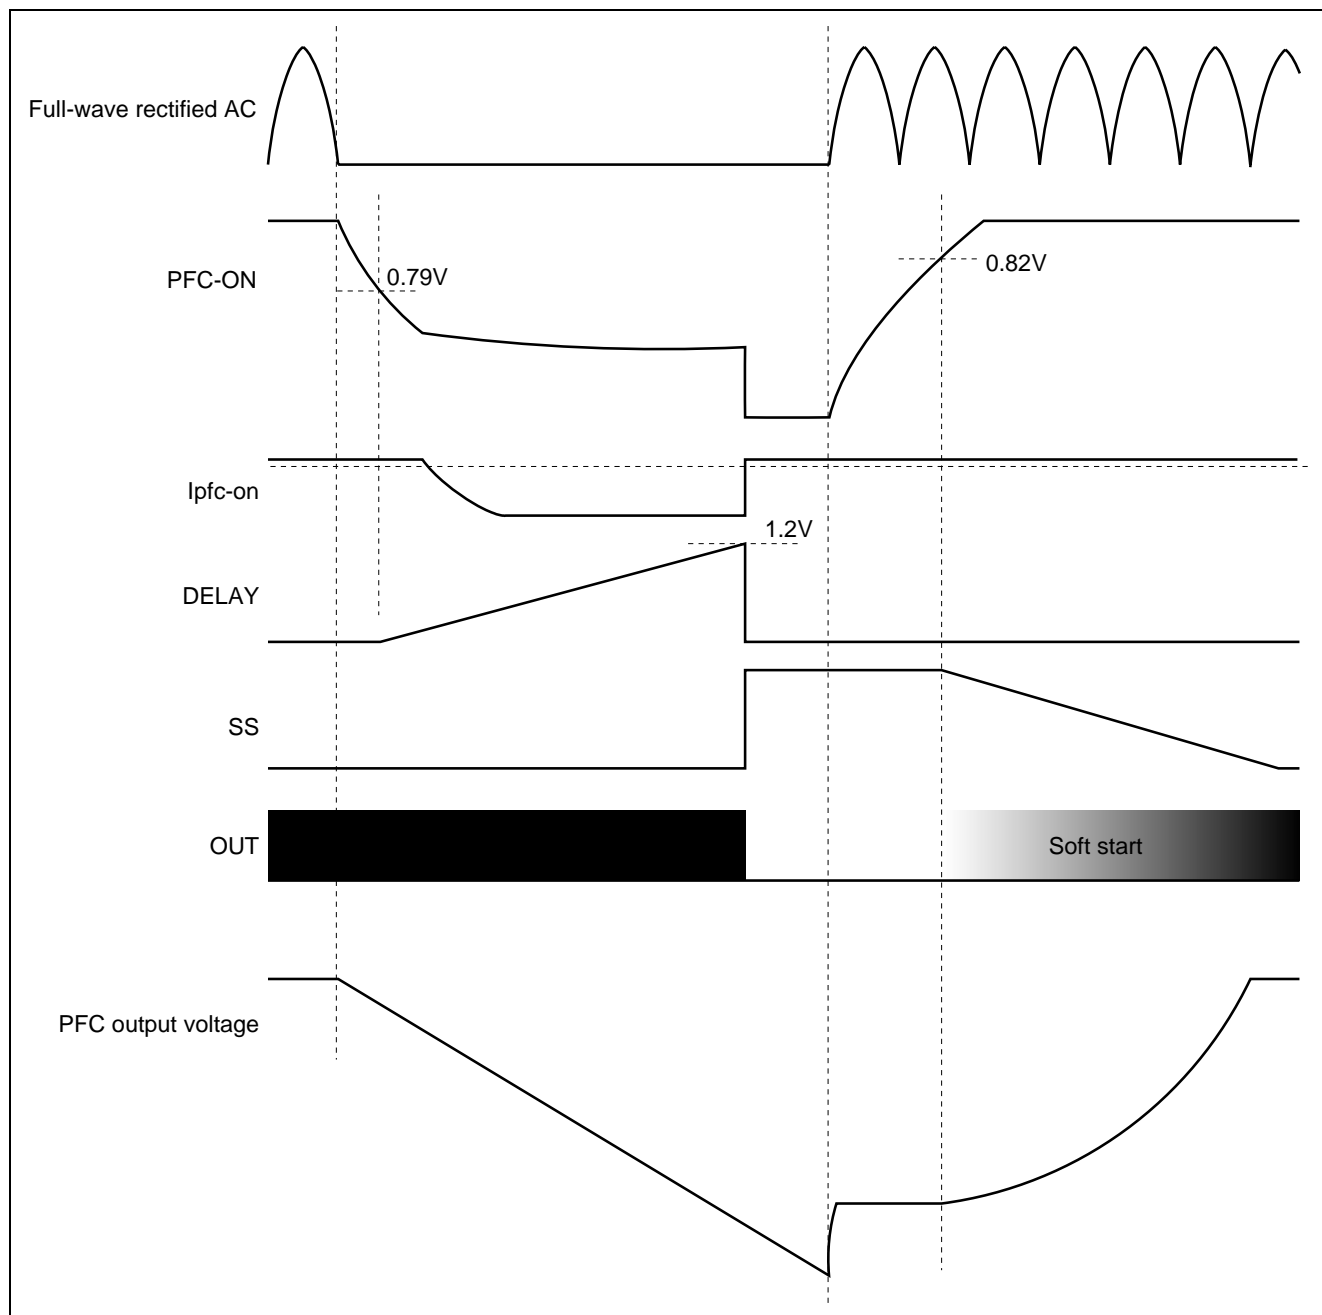 Full-wave rectified AC
PFC-ON
0.79V
0.82V
Ipfc-on
1.2V
DELAY
SS
OUT
Soft start
PFC output voltage